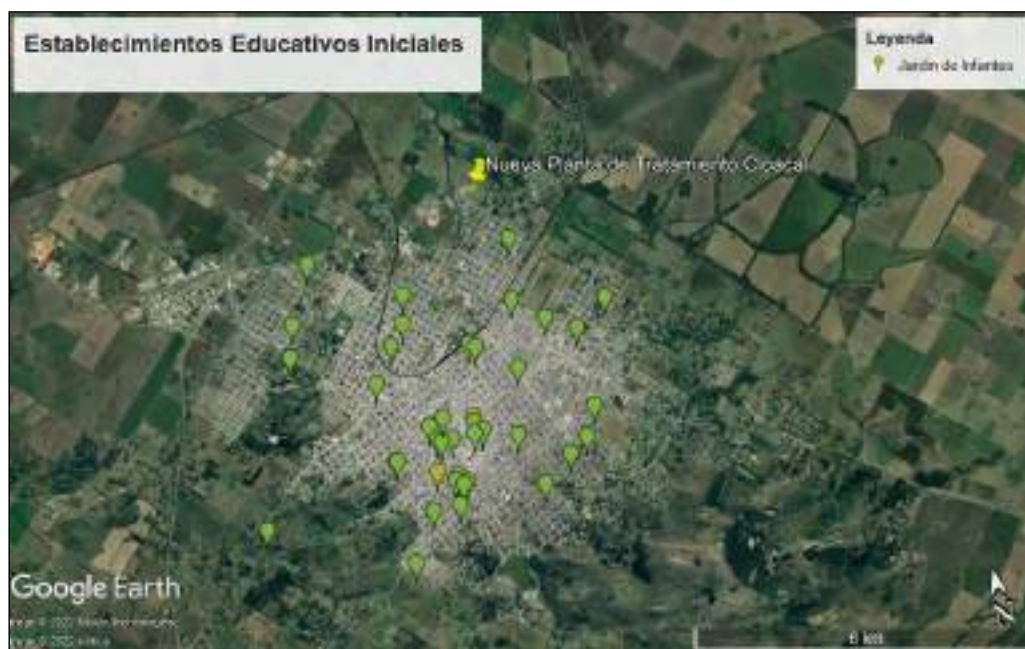 Establecimientos Educativos Iniciales
Leyenda
Jardín de Infantes
Nueva Planta de Tratamiento Cloacal
Google Earth
6 km